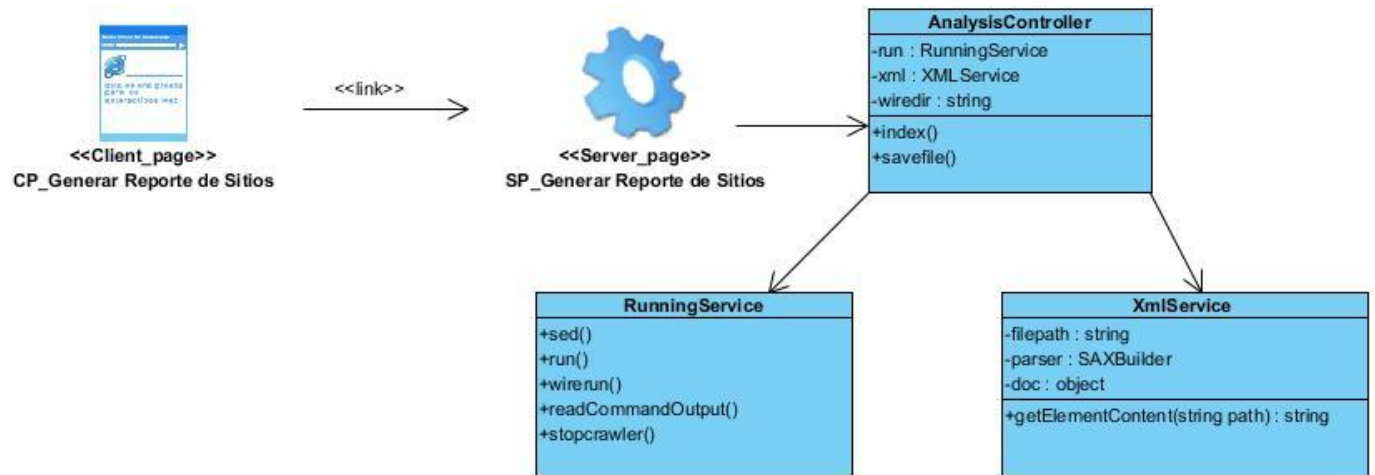 <<link>>
<<Client_page>>
CP_Generar Reporte de Sitios
<<Server_page>>
SP_Generar Reporte de Sitios
AnalysisController
-run : RunningService
-xml : XMLService
-wiredir : string
+index()
+savefile()
RunningService
+sed()
+run()
+wirerun()
+readCommandOutput()
+stopcrawler()
XmlService
-filepath : string
-parser : SAXBuilder
-doc : object
+getElementContent(string path) : string